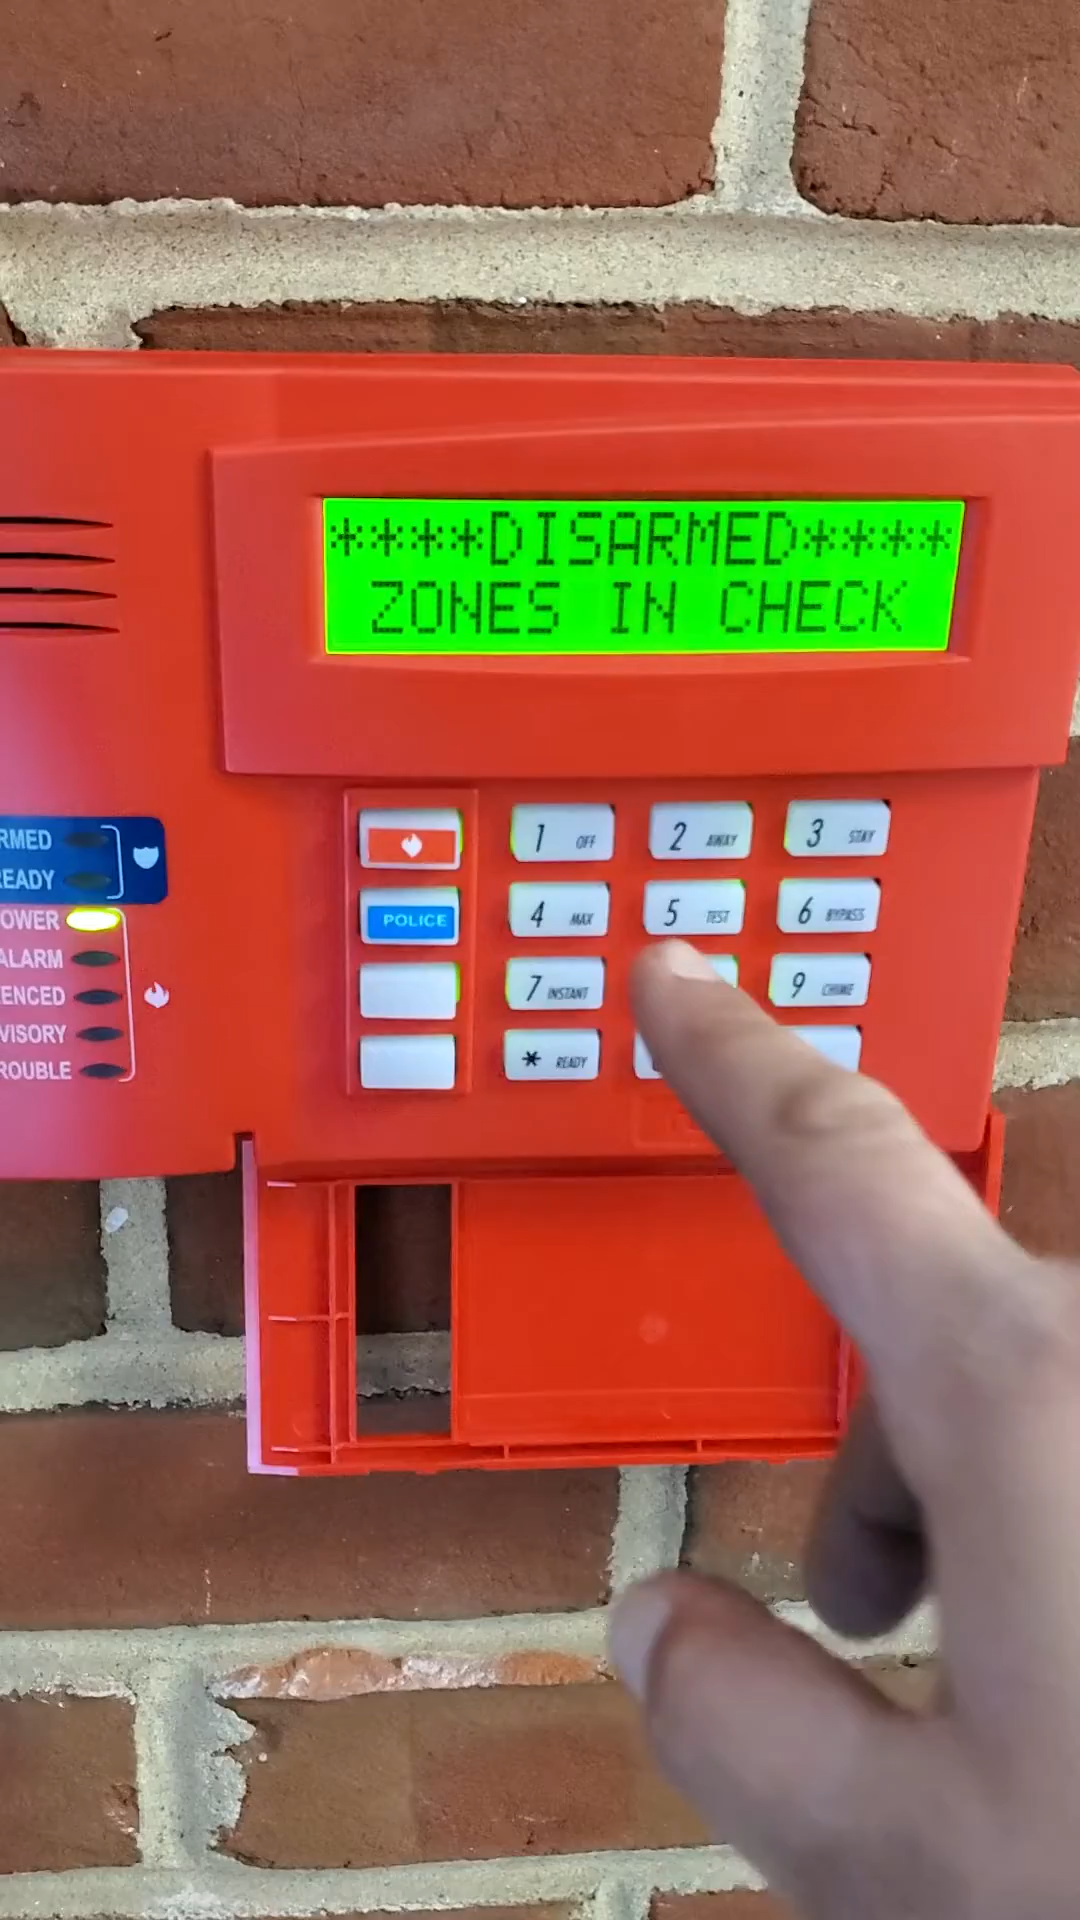 ****DISARMED****
ZONES IN CHECK
1 OFF
2 AWAY
3 STAY
POLICE
4 MAX
5 TEST
6 BYPASS
7 INSTANT
9 CHIME
* READY
RMED
READY
OWER
ALARM
ENCED
VISORY
ROUBLE